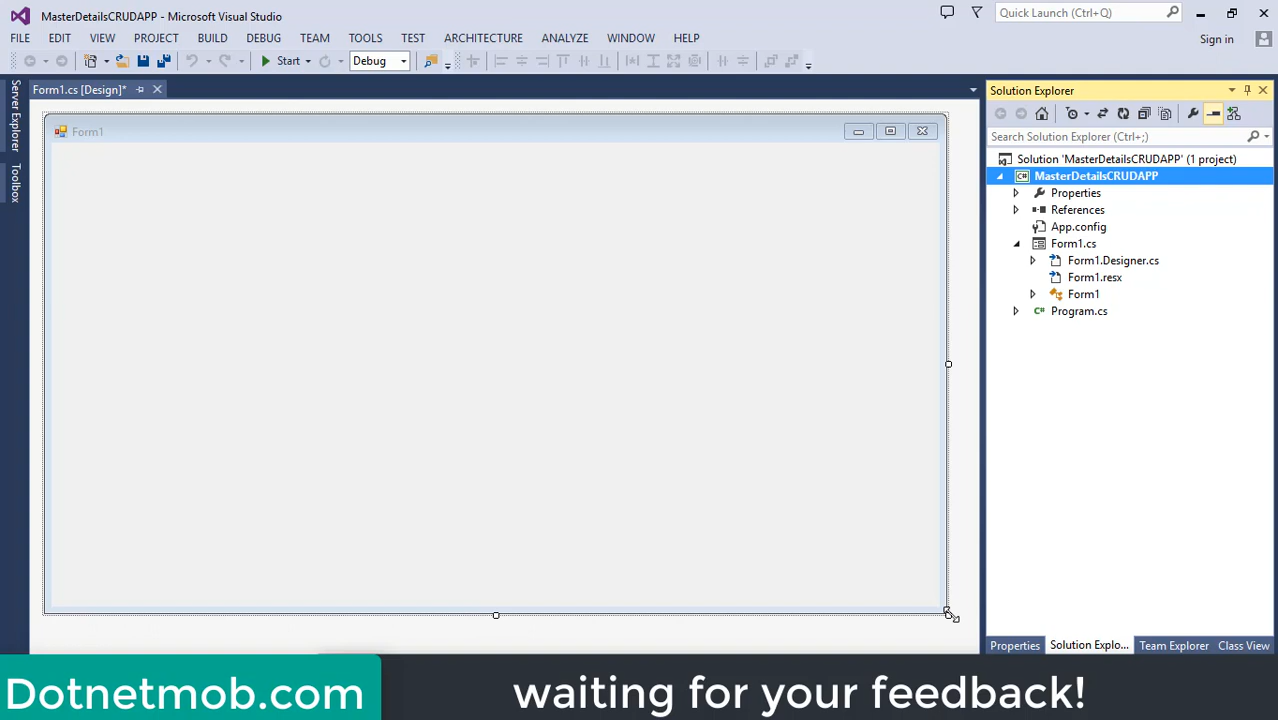 MasterDetailsCRUDAPP - Microsoft Visual Studio
Quick Launch (Ctrl+Q)
FILE EDIT VIEW PROJECT BUILD DEBUG TEAM TOOLS TEST ARCHITECTURE ANALYZE WINDOW HELP
Sign in
Start
Debug
Server Explorer
Toolbox
Form1.cs [Design]*
Form1
Solution Explorer
Search Solution Explorer (Ctrl+;)
Solution 'MasterDetailsCRUDAPP' (1 project)
C# MasterDetailsCRUDAPP
Properties
References
App.config
Form1.cs
Form1.Designer.cs
Form1.resx
Form1
C# Program.cs
Properties Solution Explo... Team Explorer Class View
Dotnetmob.com
waiting for your feedback!